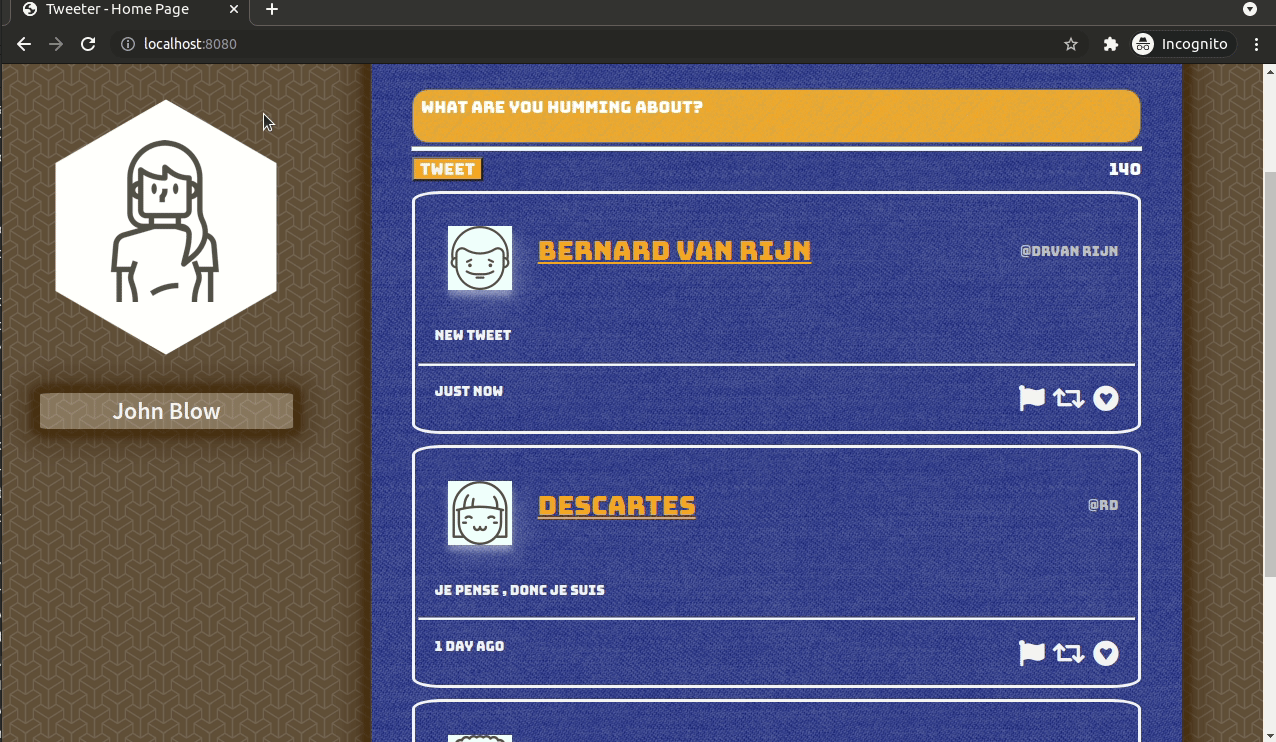 Tweeter - Home Page
localhost:8080
Incognito
WHAT ARE YOU HUMMING ABOUT?
TWEET
140
John Blow
BERNARD VAN RIJN
@DRVAN RIJN
NEW TWEET
JUST NOW
DESCARTES
@RD
JE PENSE , DONC JE SUIS
1 DAY AGO